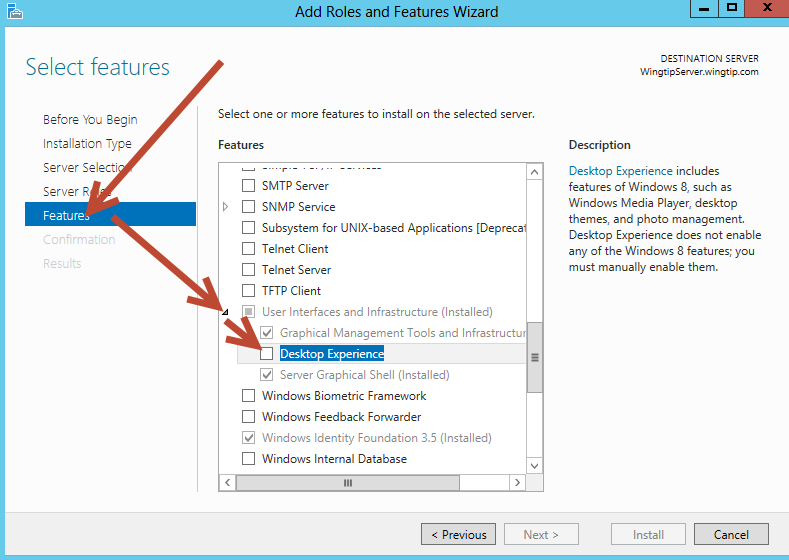 Add Roles and Features Wizard
Select features
DESTINATION SERVER
WingtipServer.wingtip.com
Before You Begin
Installation Type
Server Selection
Server Roles
Features
Confirmation
Results
Select one or more features to install on the selected server.
Features
SMTP Server
SNMP Service
Subsystem for UNIX-based Applications [Deprecat
Telnet Client
Telnet Server
TFTP Client
User Interfaces and Infrastructure (Installed)
Graphical Management Tools and Infrastructur
Desktop Experience
Server Graphical Shell (Installed)
Windows Biometric Framework
Windows Feedback Forwarder
Windows Identity Foundation 3.5 (Installed)
Windows Internal Database
Description
Desktop Experience includes
features of Windows 8, such as
Windows Media Player, desktop
themes, and photo management.
Desktop Experience does not enable
any of the Windows 8 features; you
must manually enable them.
< Previous
Next >
Install
Cancel